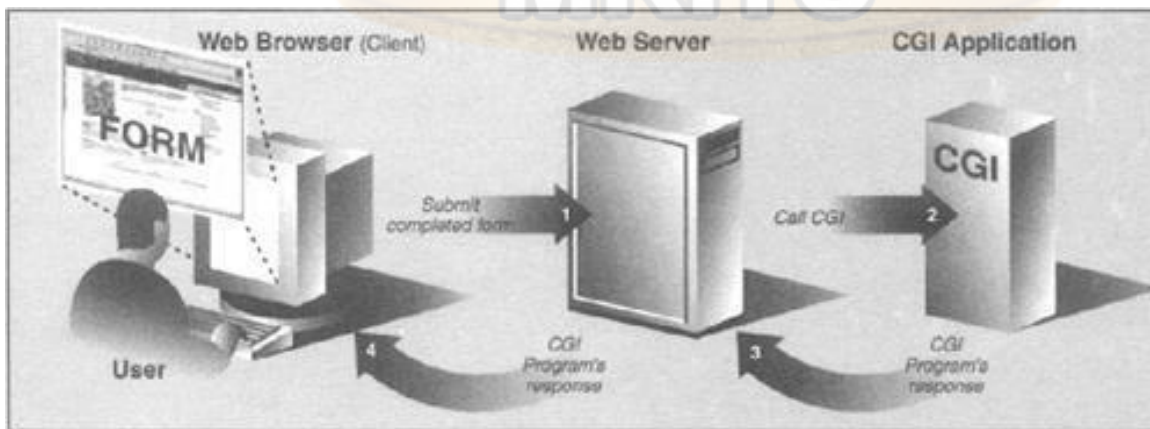 Web Browser (Client)
Web Server
CGI Application
FORM
CGI
Submit
completed form
1
Call CGI
2
User
4
CGI
Program's
response
3
CGI
Program's
response